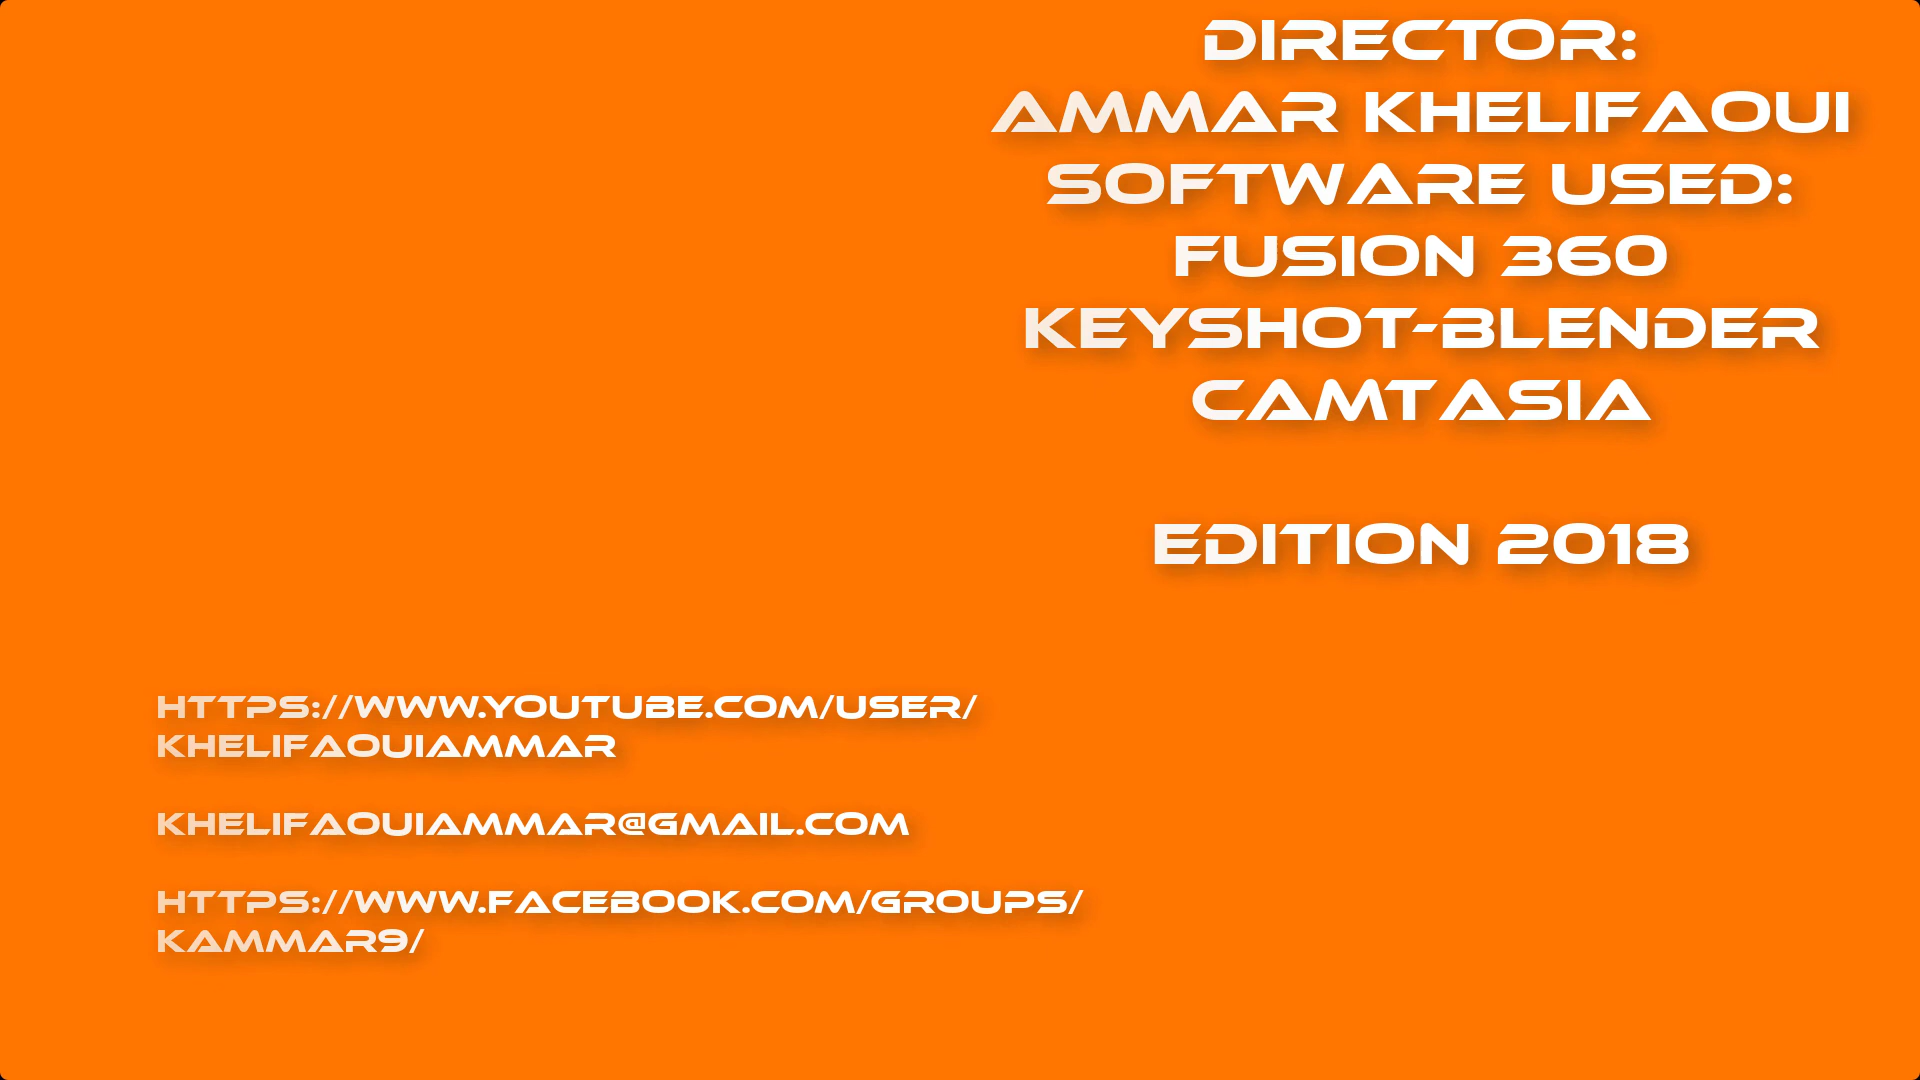 DIRECTOR:
AMMAR KHELIFAOUI
SOFTWARE USED:
FUSION 360
KEYSHOT-BLENDER
CAMTASIA
EDITION 2018
HTTPS://WWW.YOUTUBE.COM/USER/
KHELIFAOUIAMMAR
KHELIFAOUIAMMAR@GMAIL.COM
HTTPS://WWW.FACEBOOK.COM/GROUPS/
KAMMAR9/